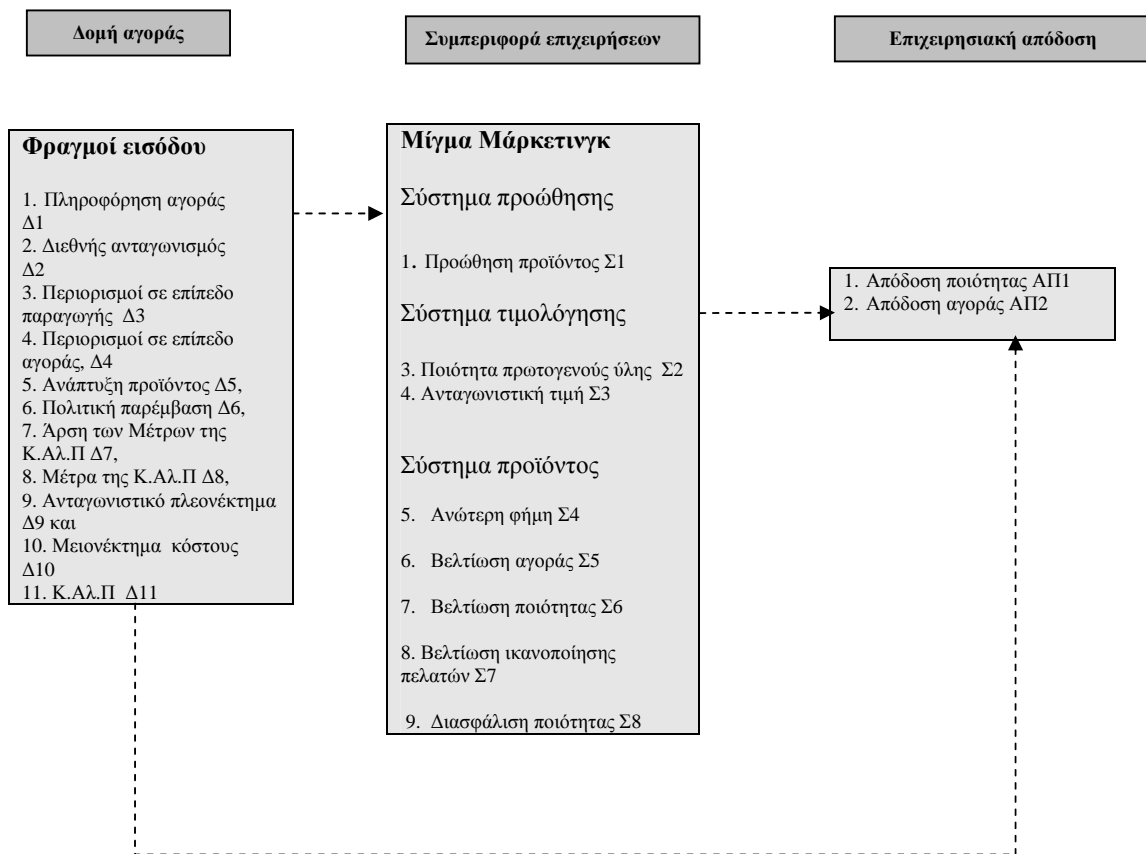 Δομή αγοράς
Συμπεριφορά επιχειρήσεων
Επιχειρησιακή απόδοση
Φραγμοί εισόδου
1. Πληροφόρηση αγοράς
Δ1
2. Διεθνής ανταγωνισμός
Δ2
3. Περιορισμοί σε επίπεδο
παραγωγής Δ3
4. Περιορισμοί σε επίπεδο
αγοράς, Δ4
5. Ανάπτυξη προϊόντος Δ5,
6. Πολιτική παρέμβαση Δ6,
7. Άρση των Μέτρων της
Κ.Αλ.Π Δ7,
8. Μέτρα της Κ.Αλ.Π Δ8,
9. Ανταγωνιστικό πλεονέκτημα
Δ9 και
10. Μειονέκτημα κόστους
Δ10
11. Κ.Αλ.Π Δ11
Μίγμα Μάρκετινγκ
Σύστημα προώθησης
1. Προώθηση προϊόντος Σ1
Σύστημα τιμολόγησης
3. Ποιότητα πρωτογενούς ύλης Σ2
4. Ανταγωνιστική τιμή Σ3
Σύστημα προϊόντος
5. Ανώτερη φήμη Σ4
6. Βελτίωση αγοράς Σ5
7. Βελτίωση ποιότητας Σ6
8. Βελτίωση ικανοποίησης
πελατών Σ7
9. Διασφάλιση ποιότητας Σ8
1. Απόδοση ποιότητας ΑΠ1
2. Απόδοση αγοράς ΑΠ2